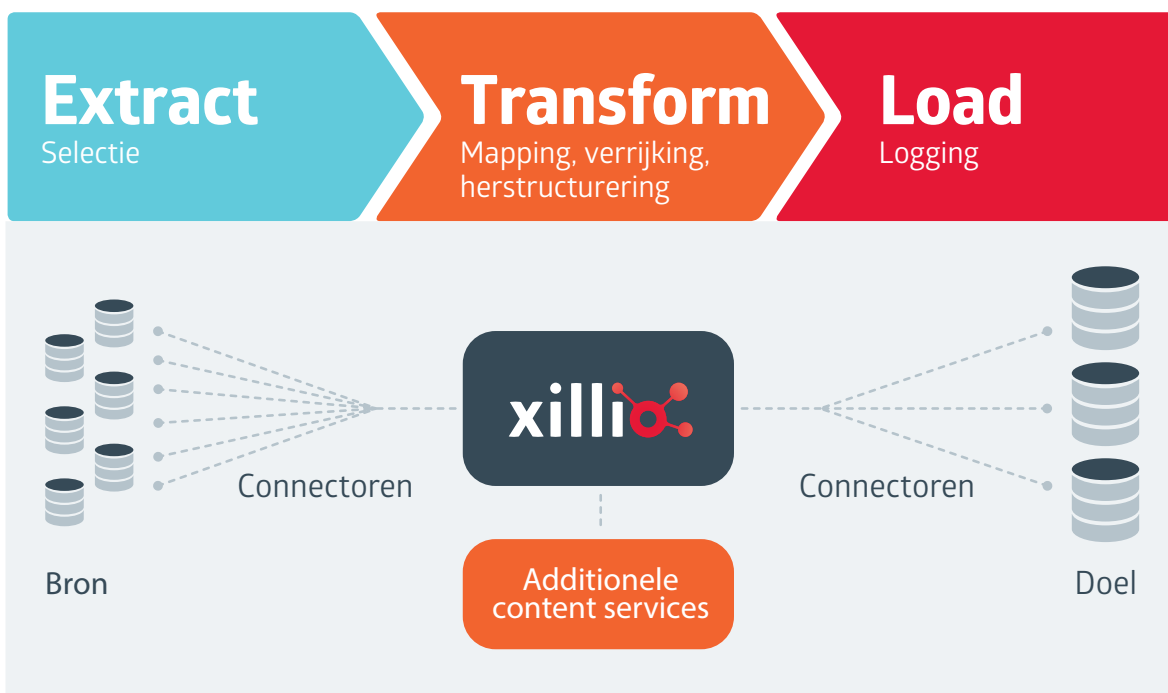 Extract
Selectie
Transform
Mapping, verrijking,
herstructurering
Load
Logging
xillio
Connectoren
Connectoren
Bron
Additionele
content services
Doel